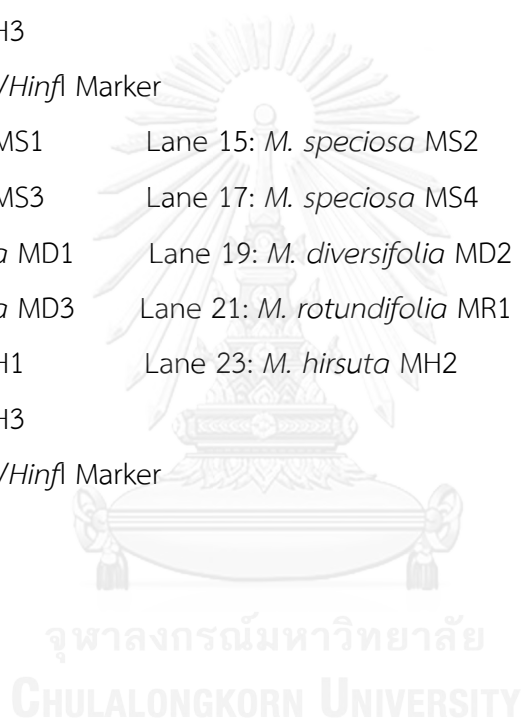 H3
/HinfI Marker
MS1 Lane 15: M. speciosa MS2
MS3 Lane 17: M. speciosa MS4
a MD1 Lane 19: M. diversifolia MD2
a MD3 Lane 21: M. rotundifolia MR1
H1 Lane 23: M. hirsuta MH2
H3
/HinfI Marker
จุฬาลงกรณ์มหาวิทยาลัย
CHULALONGKORN UNIVERSITY